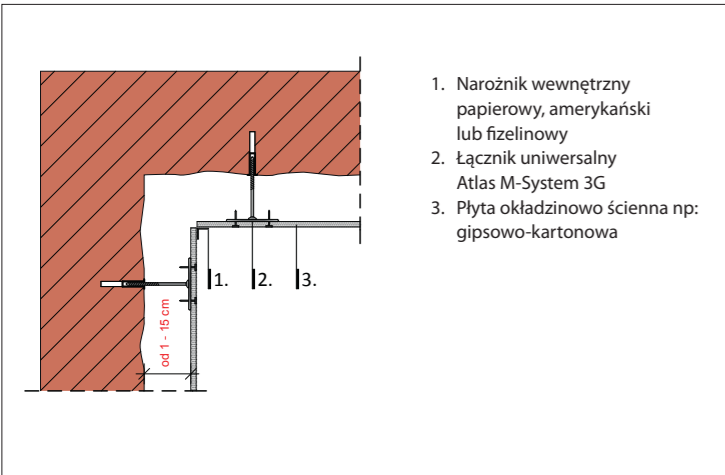 1. Narożnik wewnętrzny
papierowy, amerykański
lub fizelinowy
2. Łącznik uniwersalny
Atlas M-System 3G
3. Płyta okładzinowo ścienna np:
gipsowo-kartonowa
1. 2. 3.
od 1 - 15 cm